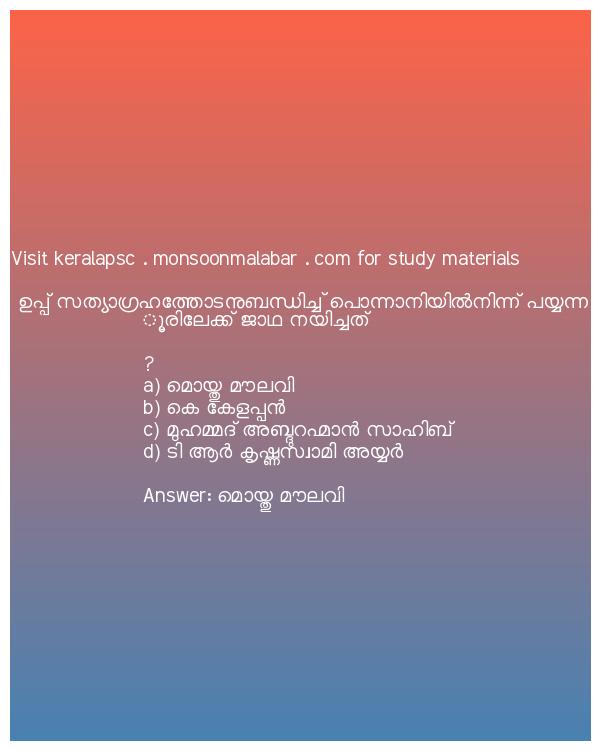 Visit keralapsc . monsoonmalabar . com for study materials
ഉപ്പ് സത്യാഗ്രഹത്തോടനുബന്ധിച്ച് പൊന്നാനിയിൽനിന്ന് പയ്യന്ന
ൂരിലേക്ക് ജാഥ നയിച്ചത്
?
a) മൊയ്തു മൗലവി
b) കെ കേളപ്പൻ
c) മുഹമ്മദ് അബ്ദുറഹ്മാൻ സാഹിബ്
d) ടി ആർ കൃഷ്ണസ്വാമി അയ്യർ
Answer: മൊയ്തു മൗലവി